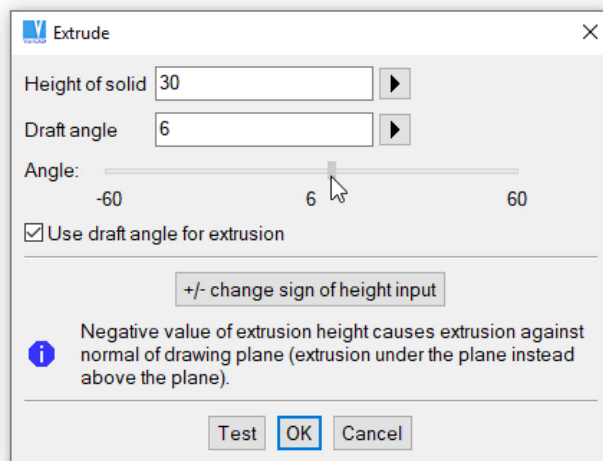 Extrude
Height of solid 30
Draft angle 6
Angle:
-60 6 60
Use draft angle for extrusion
+/- change sign of height input
Negative value of extrusion height causes extrusion against
normal of drawing plane (extrusion under the plane instead
above the plane).
Test OK Cancel